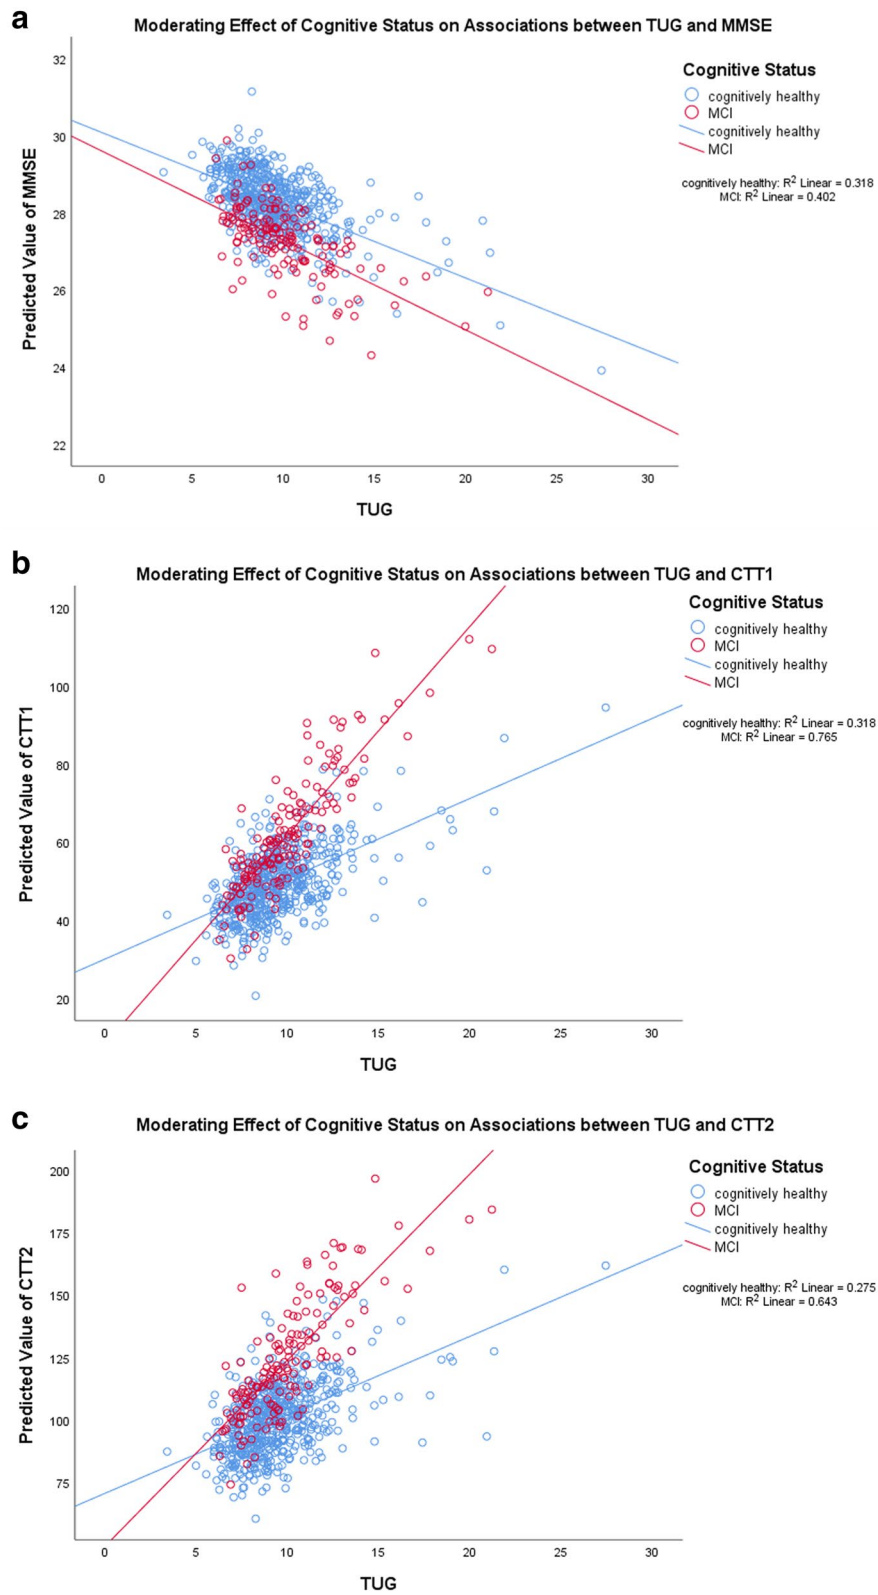 a
Moderating Effect of Cognitive Status on Associations between TUG and MMSE
Predicted Value of MMSE
32
30
28
26
24
22
0 5 10 15 20 25 30
TUG
Cognitive Status
cognitively healthy
MCI
cognitively healthy
MCI
cognitively healthy: R2 Linear = 0.318
MCI: R2 Linear = 0.402
b
Moderating Effect of Cognitive Status on Associations between TUG and CTT1
Predicted Value of CTT1
120
100
80
60
40
20
0 5 10 15 20 25 30
TUG
Cognitive Status
cognitively healthy
MCI
cognitively healthy
MCI
cognitively healthy: R2 Linear = 0.318
MCI: R2 Linear = 0.765
c
Moderating Effect of Cognitive Status on Associations between TUG and CTT2
Predicted Value of CTT2
200
175
150
125
100
75
0 5 10 15 20 25 30
TUG
Cognitive Status
cognitively healthy
MCI
cognitively healthy
MCI
cognitively healthy: R2 Linear = 0.275
MCI: R2 Linear = 0.643